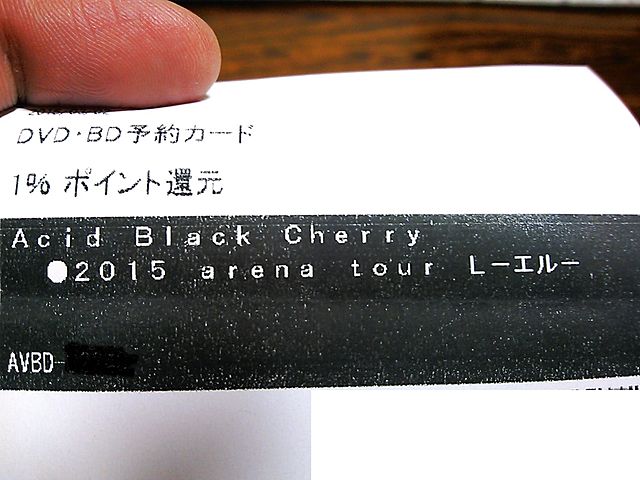 DVD・BD予約カード
1% ポイント還元
Acid Black Cherry
●2015 arena tour L－エル－
AVBD-